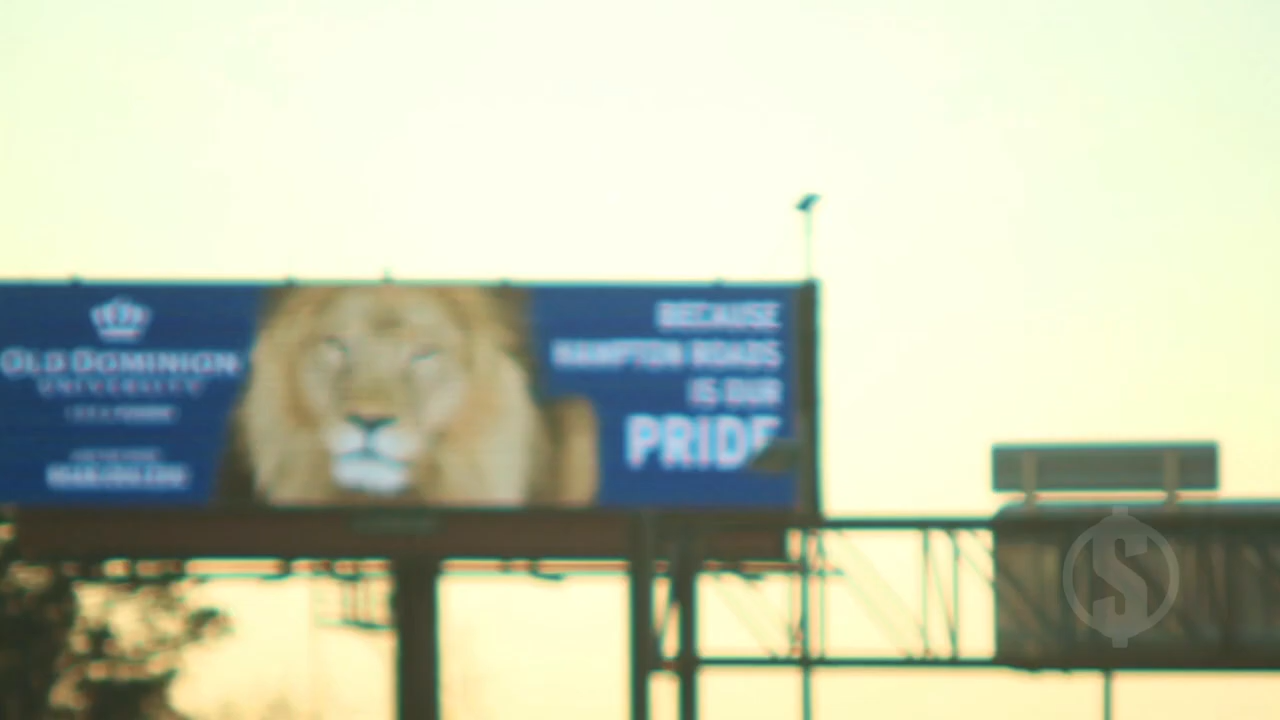 OLD DOMINION
UNIVERSITY
BECAUSE
HAMPTON ROADS
IS OUR
PRIDE
$